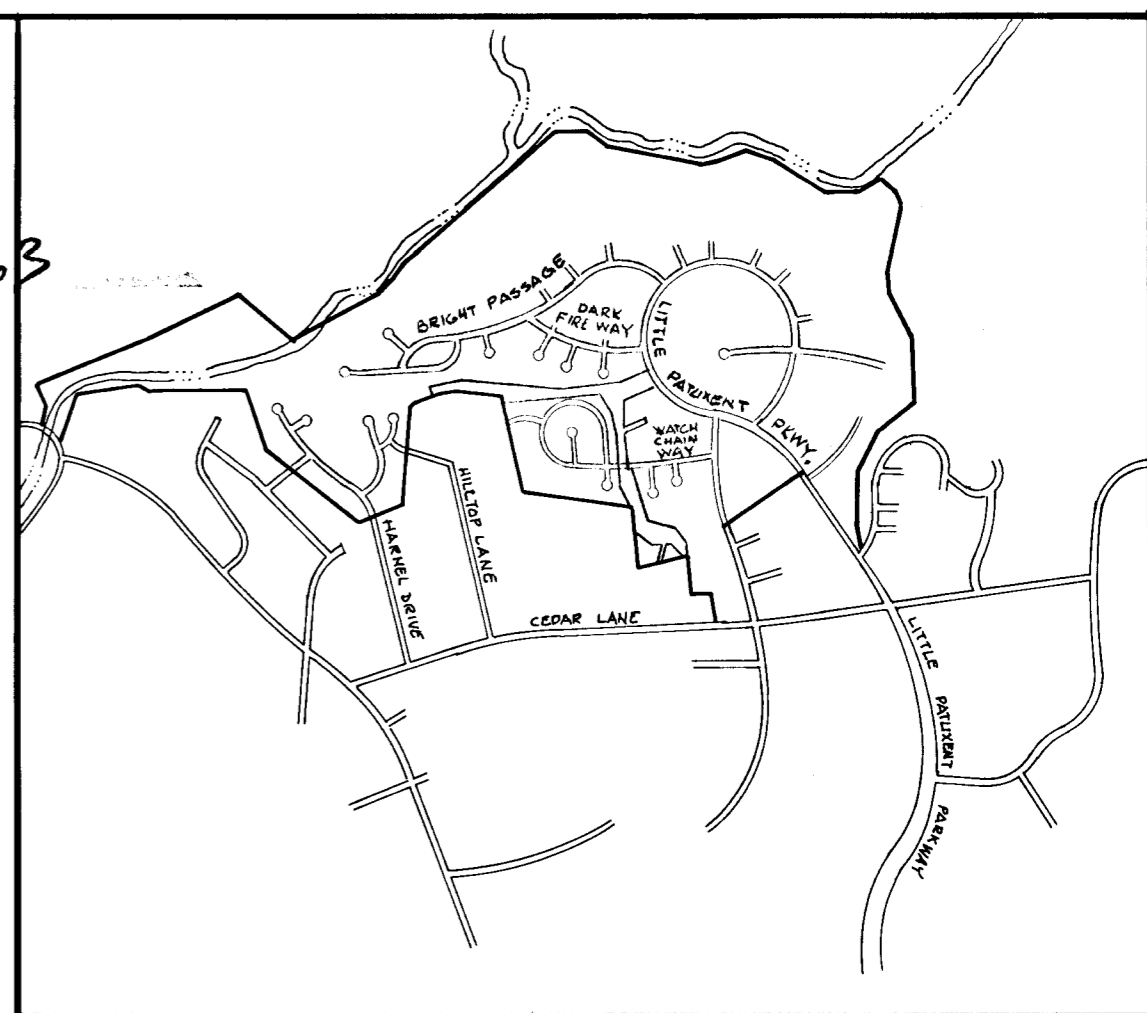 BRIGHT PASSAGE
DARK
FIRE WAY
LITTLE
PATUXENT
PKWY.
WATCH
CHAIN
WAY
HILLTOP LANE
HARMEL DRIVE
CEDAR LANE
LITTLE
PATUXENT
PARKWAY